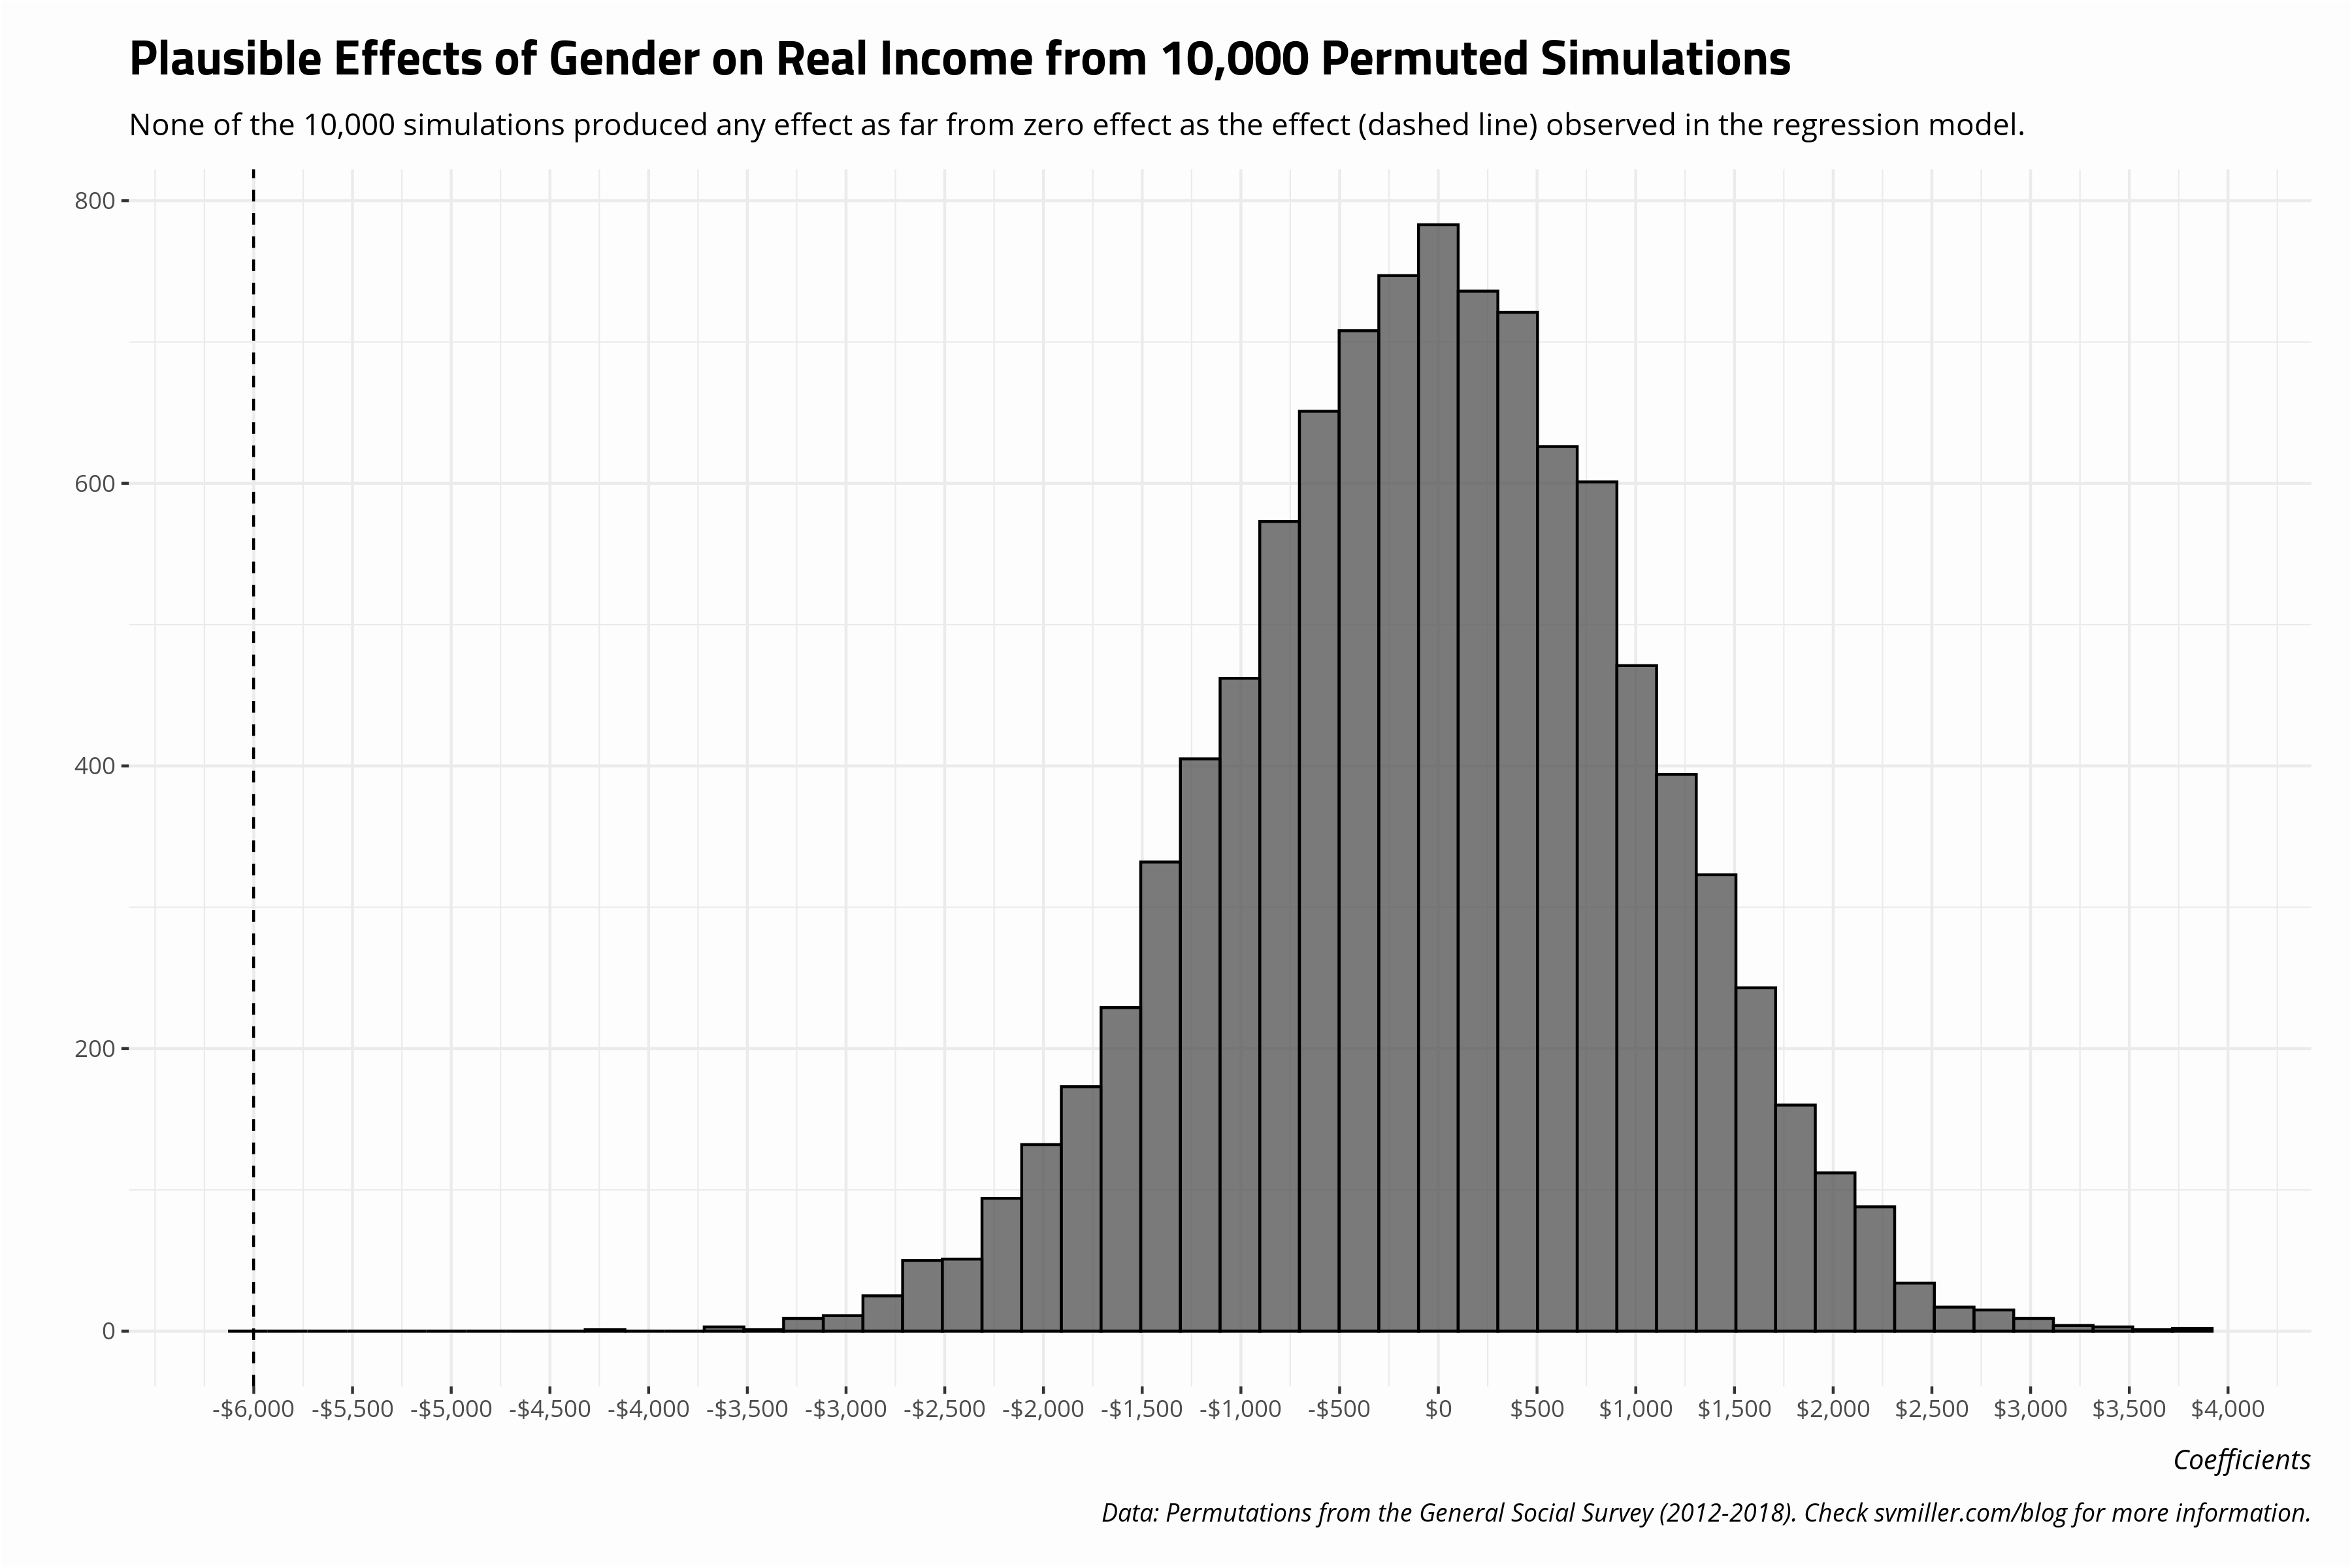 Plausible Effects of Gender on Real Income from 10,000 Permuted Simulations
None of the 10,000 simulations produced any effect as far from zero effect as the effect (dashed line) observed in the regression model.
800
600
400
200
0
-$6,000 -$5,500 -$5,000 -$4,500 -$4,000 -$3,500 -$3,000 -$2,500 -$2,000 -$1,500 -$1,000 -$500 $0 $500 $1,000 $1,500 $2,000 $2,500 $3,000 $3,500 $4,000
Coefficients
Data: Permutations from the General Social Survey (2012-2018). Check svmiller.com/blog for more information.